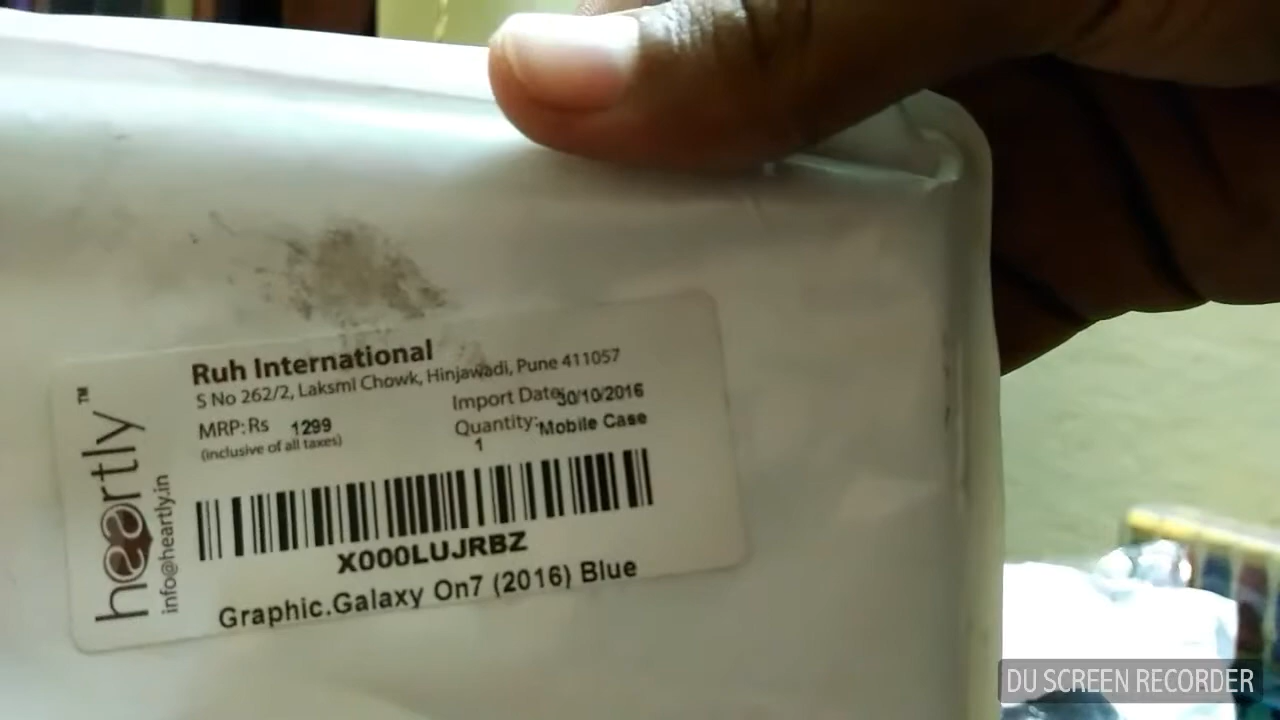 Ruh International
S No 262/2, Laksmi Chowk, Hinjawadi, Pune 411057
MRP: Rs 1299
(inclusive of all taxes)
Import Date: 30/10/2016
Quantity: Mobile Case
1
heartly™
info@heartly.in
X000LUJRBZ
Graphic.Galaxy On7 (2016) Blue
DU SCREEN RECORDER